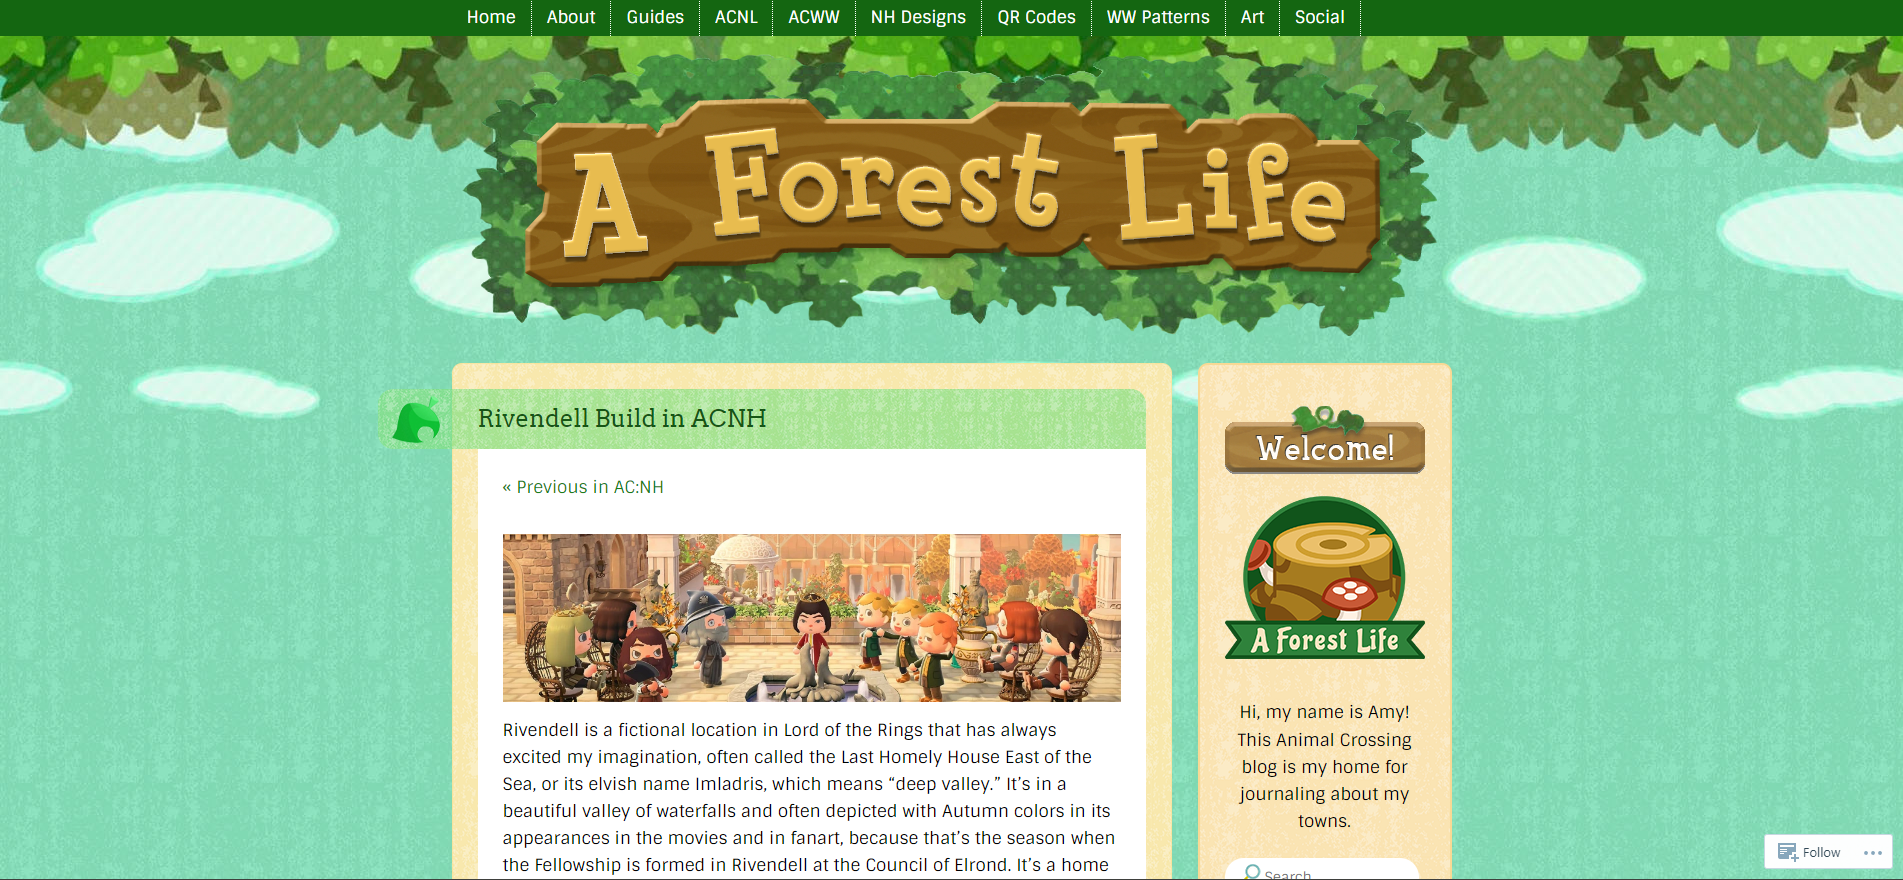 Home About Guides ACNL ACWW NH Designs QR Codes WW Patterns Art Social
A Forest Life
Rivendell Build in ACNH
« Previous in AC:NH
Rivendell is a fictional location in Lord of the Rings that has always
excited my imagination, often called the Last Homely House East of the
Sea, or its elvish name Imladris, which means “deep valley.” It’s in a
beautiful valley of waterfalls and often depicted with Autumn colors in its
appearances in the movies and in fanart, because that’s the season when
the Fellowship is formed in Rivendell at the Council of Elrond. It’s a home
Welcome!
A Forest Life
Hi, my name is Amy!
This Animal Crossing
blog is my home for
journaling about my
towns.
Search
Follow